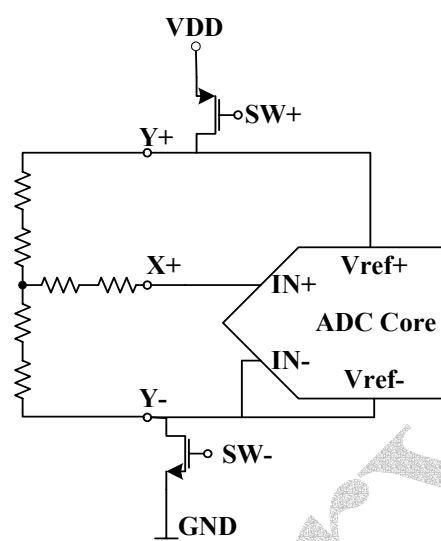 VDD
SW+
Y+
X+
IN+
Vref+
ADC Core
IN-
Vref-
Y-
SW-
GND